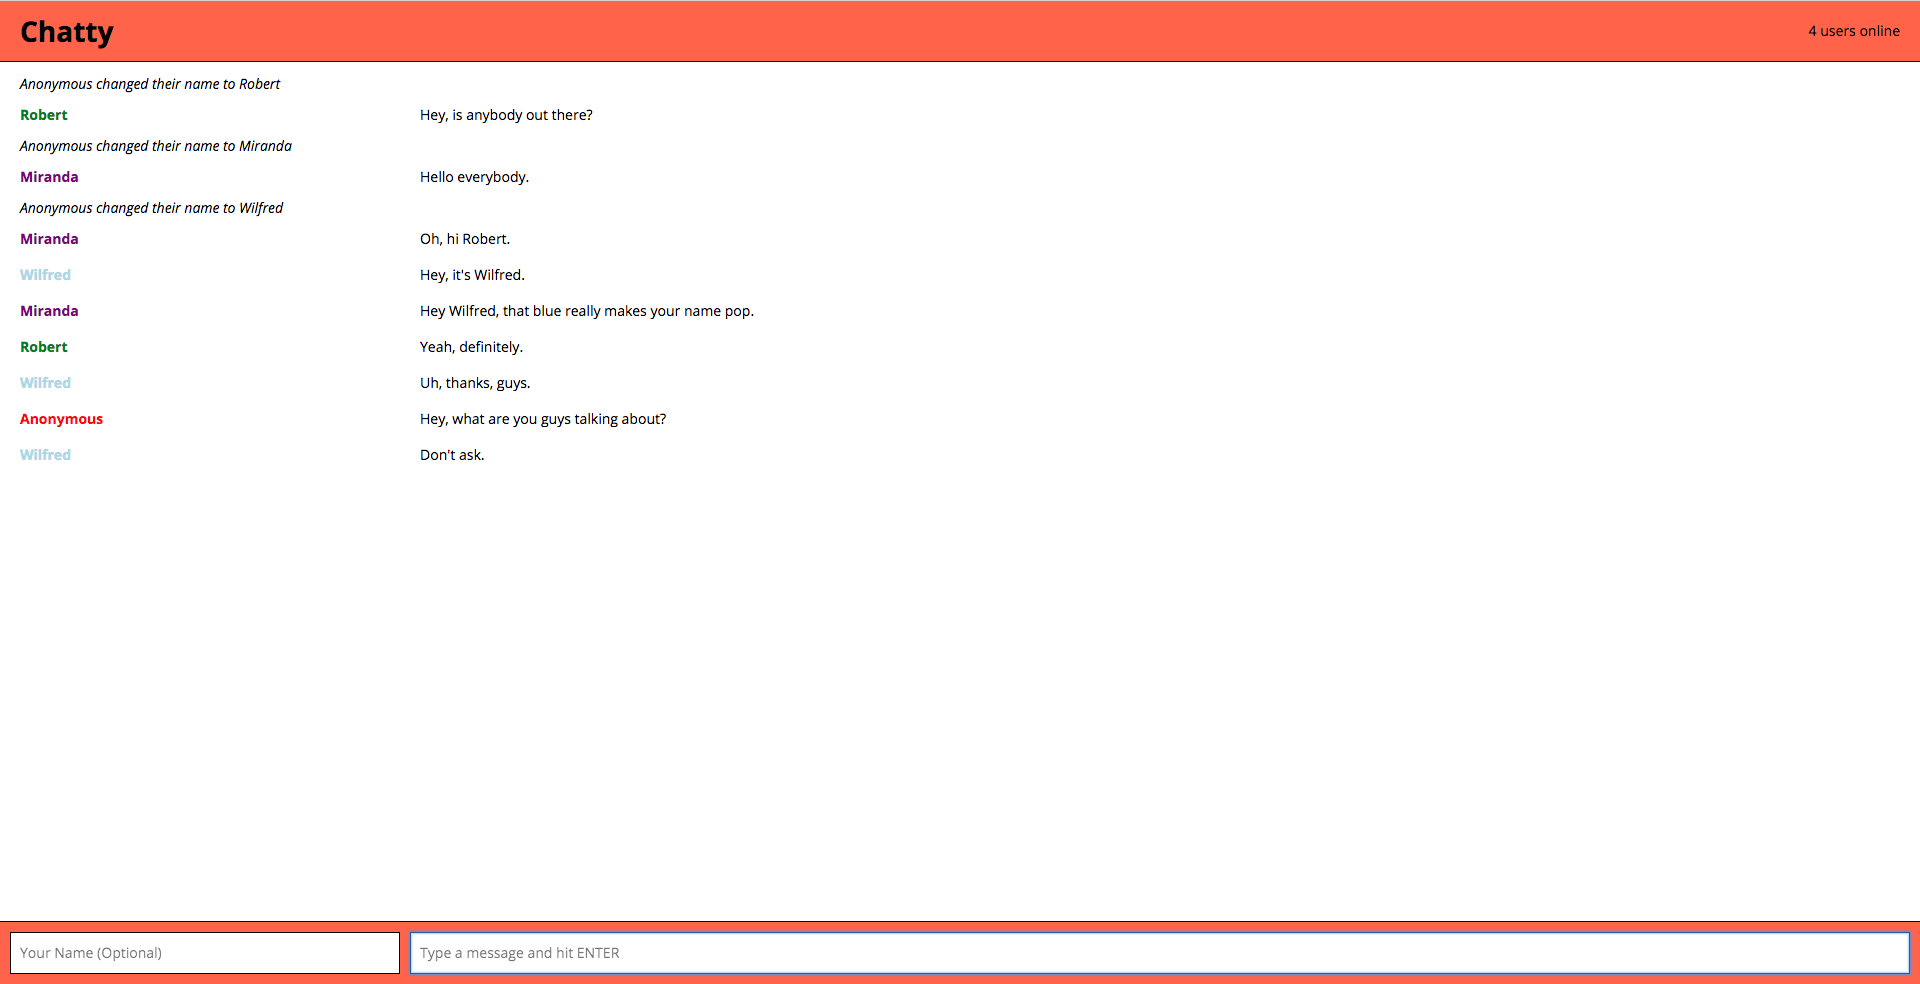 Chatty
4 users online
Anonymous changed their name to Robert
Robert Hey, is anybody out there?
Anonymous changed their name to Miranda
Miranda Hello everybody.
Anonymous changed their name to Wilfred
Miranda Oh, hi Robert.
Wilfred Hey, it's Wilfred.
Miranda Hey Wilfred, that blue really makes your name pop.
Robert Yeah, definitely.
Wilfred Uh, thanks, guys.
Anonymous Hey, what are you guys talking about?
Wilfred Don't ask.
Your Name (Optional)
Type a message and hit ENTER